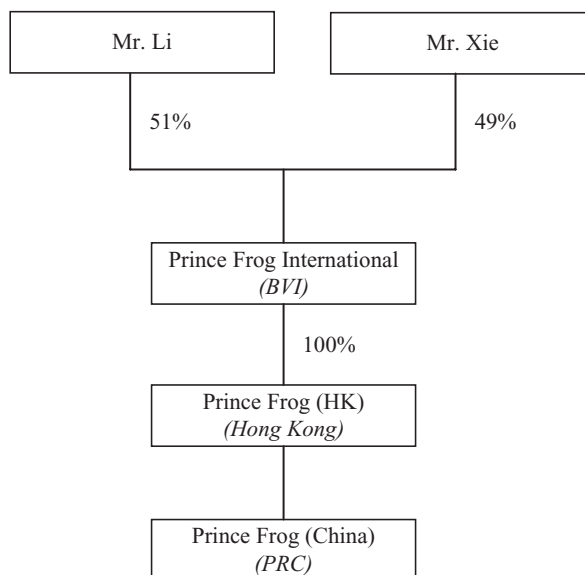 Mr. Li
Mr. Xie
51%
49%
Prince Frog International
(BVI)
100%
Prince Frog (HK)
(Hong Kong)
Prince Frog (China)
(PRC)